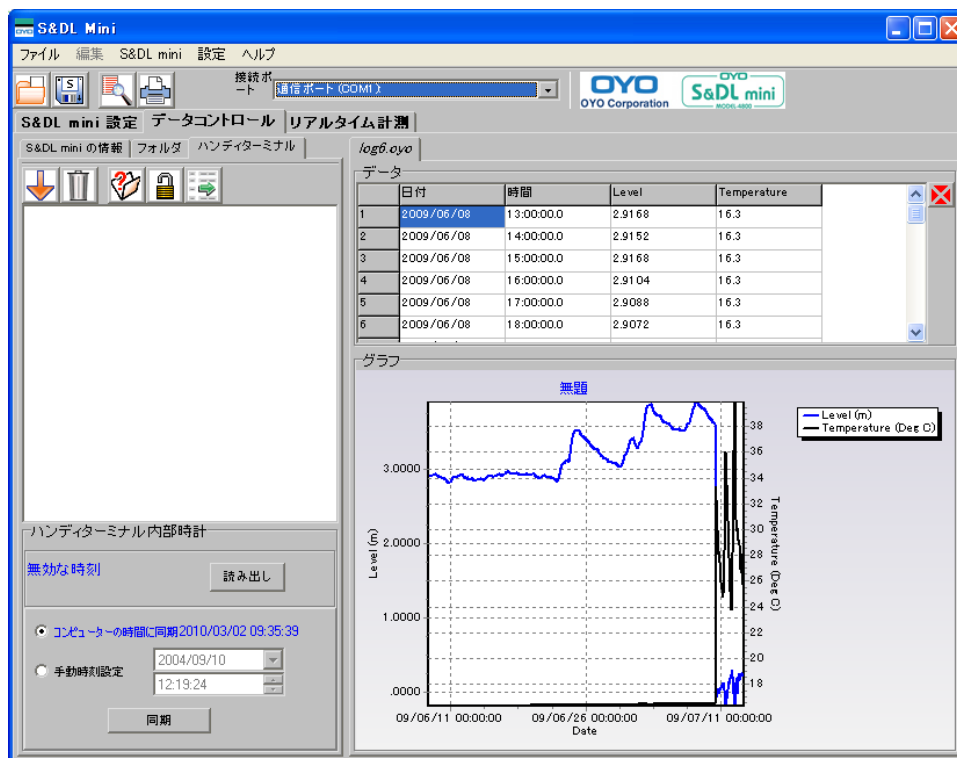 S&DL Mini
ファイル 編集 S&DL mini 設定 ヘルプ
接続ポート
通信ポート (COM1):
OYO
OYO Corporation
OYO
S&DL mini
MODEL-4800
S&DL mini 設定 データコントロール リアルタイム計測
S&DL mini の情報 フォルダ ハンディターミナル
log6.oyo
データ
日付 時間 Level Temperature
1 2009/06/08 13:00:00.0 2.9168 16.3
2 2009/06/08 14:00:00.0 2.9152 16.3
3 2009/06/08 15:00:00.0 2.9168 16.3
4 2009/06/08 16:00:00.0 2.9104 16.3
5 2009/06/08 17:00:00.0 2.9088 16.3
6 2009/06/08 18:00:00.0 2.9072 16.3
グラフ
無題
Level (m)
Temperature (Deg C)
3.0000
2.0000
1.0000
.0000
Level (m)
38
36
34
32
30
28
26
24
22
20
18
Temperature (Deg C)
09/06/11 00:00:00 09/06/26 00:00:00 09/07/11 00:00:00
Date
ハンディターミナル内部時計
無効な時刻
読み出し
コンピューターの時間に同期2010/03/02 09:35:39
手動時刻設定
2004/09/10
12:19:24
同期